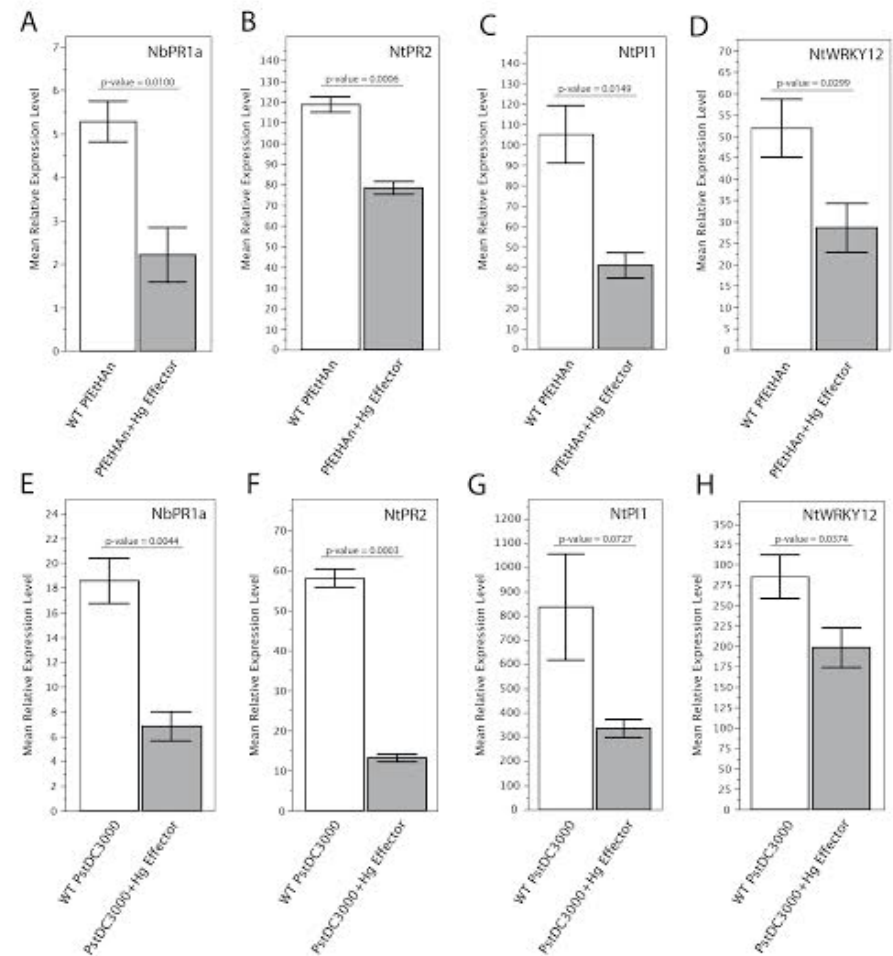 A
NbPR1a
p-value = 0.0100
Mean Relative Expression Level
7
6
5
4
3
2
1
0
WT PfEtHAn
PfEtHAn+Hg Effector
B
NtPR2
p-value = 0.0006
Mean Relative Expression Level
140
130
120
110
100
90
80
70
60
50
40
30
20
10
0
WT PfEtHAn
PfEtHAn+Hg Effector
C
NtPI1
p-value = 0.0149
Mean Relative Expression Level
140
130
120
110
100
90
80
70
60
50
40
30
20
10
0
WT PfEtHAn
PfEtHAn+Hg Effector
D
NtWRKY12
p-value = 0.0299
Mean Relative Expression Level
70
65
60
55
50
45
40
35
30
25
20
15
10
5
0
WT PfEtHAn
PfEtHAn+Hg Effector
E
NbPR1a
p-value = 0.0044
Mean Relative Expression Level
24
22
20
18
16
14
12
10
8
6
4
2
0
WT PstDC3000
PstDC3000+Hg Effector
F
NtPR2
p-value = 0.0003
Mean Relative Expression Level
70
60
50
40
30
20
10
0
WT PstDC3000
PstDC3000+Hg Effector
G
NtPI1
p-value = 0.0727
Mean Relative Expression Level
1200
1100
1000
900
800
700
600
500
400
300
200
100
0
WT PstDC3000
PstDC3000+Hg Effector
H
NtWRKY12
p-value = 0.0374
Mean Relative Expression Level
350
325
300
275
250
225
200
175
150
125
100
75
50
25
0
WT PstDC3000
PstDC3000+Hg Effector